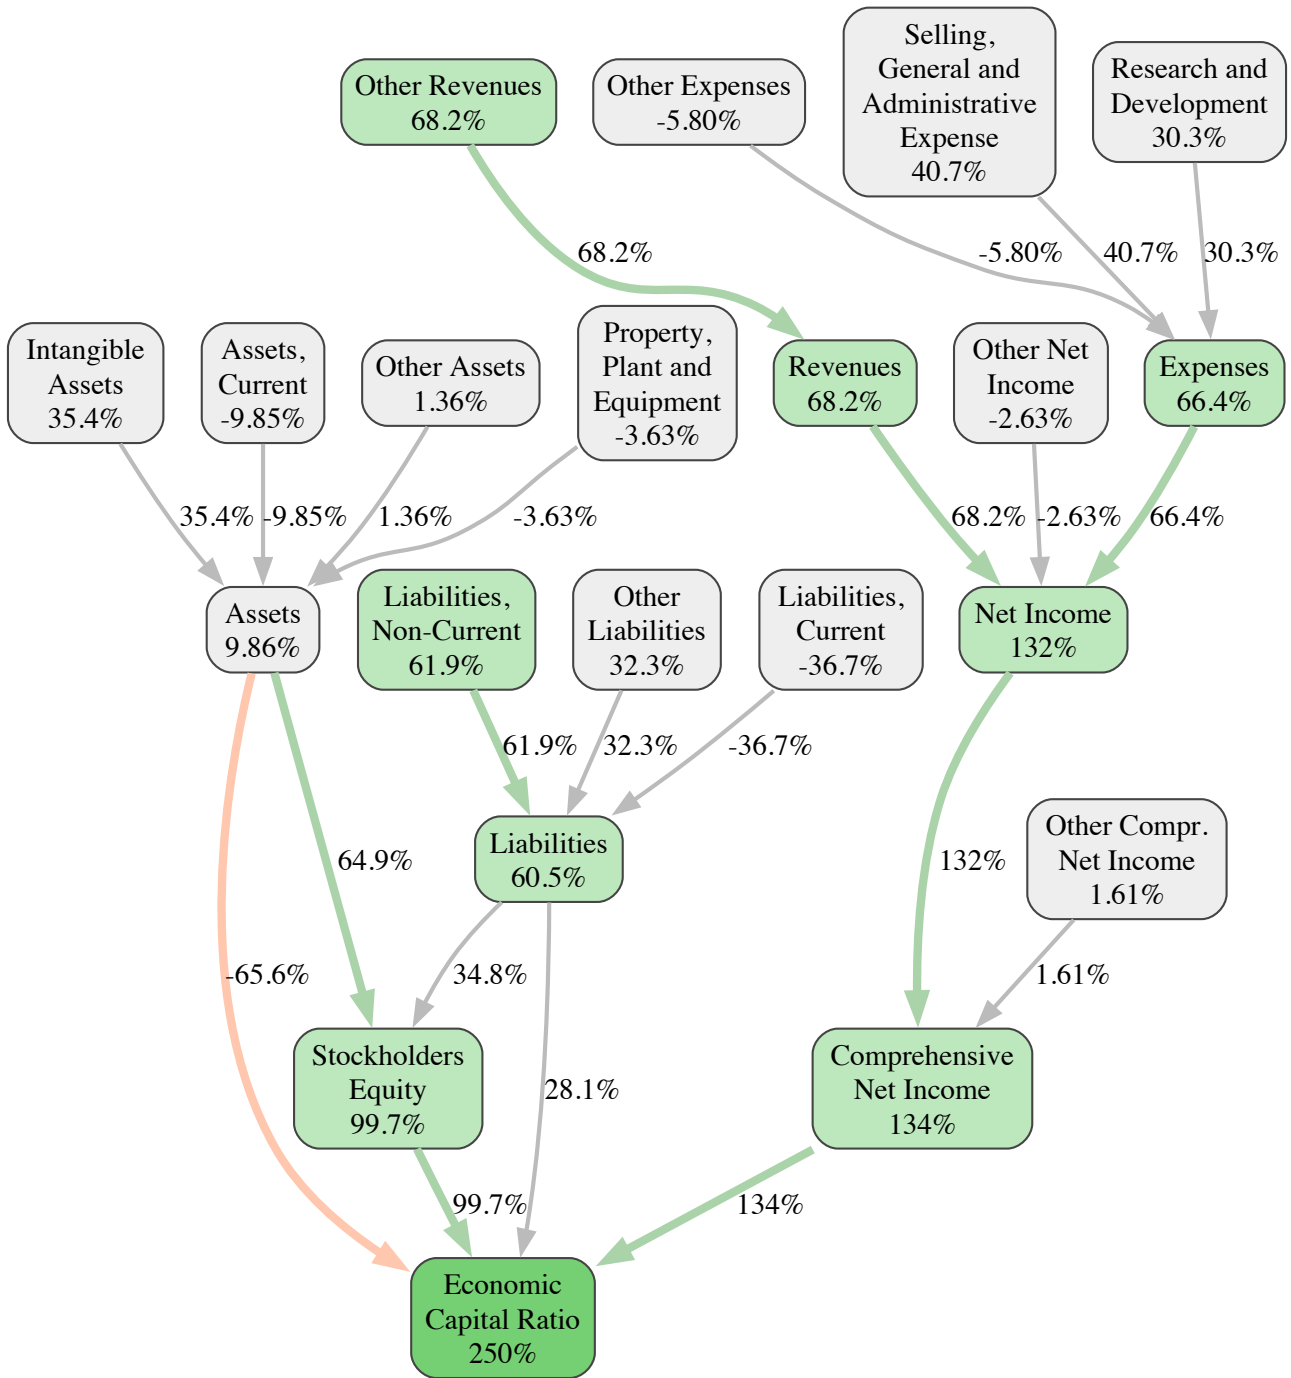 Other Revenues
68.2%
Other Expenses
-5.80%
Selling,
General and
Administrative
Expense
40.7%
Research and
Development
30.3%
68.2%
-5.80%
40.7%
30.3%
Intangible
Assets
35.4%
Assets,
Current
-9.85%
Other Assets
1.36%
Property,
Plant and
Equipment
-3.63%
Revenues
68.2%
Other Net
Income
-2.63%
Expenses
66.4%
35.4%
-9.85%
1.36%
-3.63%
68.2%
-2.63%
66.4%
Assets
9.86%
Liabilities,
Non-Current
61.9%
Other
Liabilities
32.3%
Liabilities,
Current
-36.7%
Net Income
132%
61.9%
32.3%
-36.7%
Liabilities
60.5%
Other Compr.
Net Income
1.61%
64.9%
132%
-65.6%
34.8%
1.61%
Stockholders
Equity
99.7%
28.1%
Comprehensive
Net Income
134%
99.7%
134%
Economic
Capital Ratio
250%